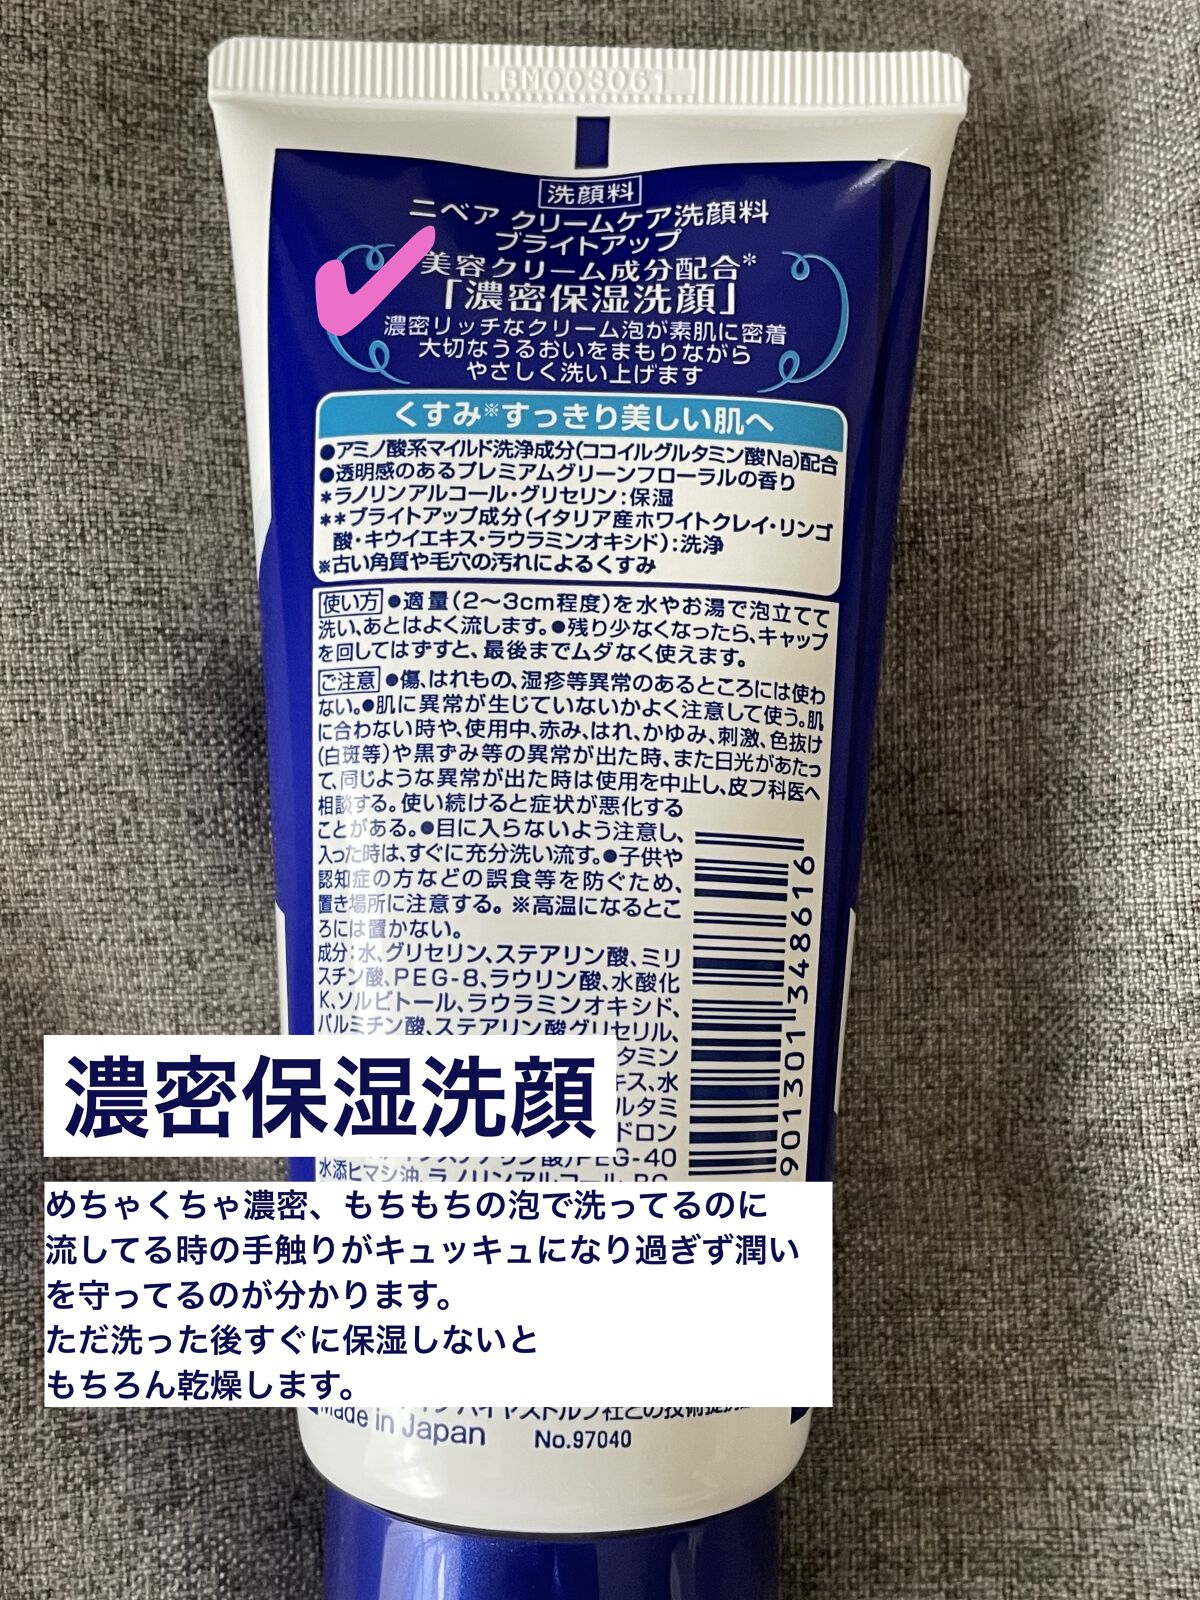 BM003061
洗顔料
ニベア クリームケア洗顔料
ブライトアップ
美容クリーム成分配合*
「濃密保湿洗顔」
濃密リッチなクリーム泡が素肌に密着
大切なうるおいをまもりながら
やさしく洗い上げます
くすみ※すっきり美しい肌へ
●アミノ酸系マイルド洗浄成分(ココイルグルタミン酸Na)配合
●透明感のあるプレミアムグリーンフローラルの香り
*ラノリンアルコール・グリセリン:保湿
**ブライトアップ成分(イタリア産ホワイトクレイ・リンゴ
酸・キウイエキス・ラウラミンオキシド):洗浄
※古い角質や毛穴の汚れによるくすみ
使い方 ●適量(2〜3cm程度)を水やお湯で泡立てて
洗い、あとはよく流します。●残り少なくなったら、キャップ
を回してはずすと、最後までムダなく使えます。
ご注意 ●傷、はれもの、湿疹等異常のあるところには使わ
ない。●肌に異常が生じていないかよく注意して使う。肌
に合わない時や、使用中、赤み、はれ、かゆみ、刺激、色抜け
(白斑等)や黒ずみ等の異常が出た時、また日光があたっ
て、同じような異常が出た時は使用を中止し、皮フ科医へ
相談する。使い続けると症状が悪化する
ことがある。●目に入らないよう注意し、
入った時は、すぐに充分洗い流す。●子供や
認知症の方などの誤食等を防ぐため、
置き場所に注意する。※高温になるとこ
ろには置かない。
成分:水、グリセリン、ステアリン酸、ミリ
スチン酸、PEG-8、ラウリン酸、水酸化
K、ソルビトール、ラウラミンオキシド、
パルミチン酸、ステアリン酸グリセリル、
タミン
キス、水
ルタミ
ドロン
PEG-40
水添ヒマシ油、ラノリンアルコール、BG、
901301 348616
濃密保湿洗顔
めちゃくちゃ濃密、もちもちの泡で洗ってるのに
流してる時の手触りがキュッキュになり過ぎず潤い
を守ってるのが分かります。
ただ洗った後すぐに保湿しないと
もちろん乾燥します。
Made in Japan No.97040